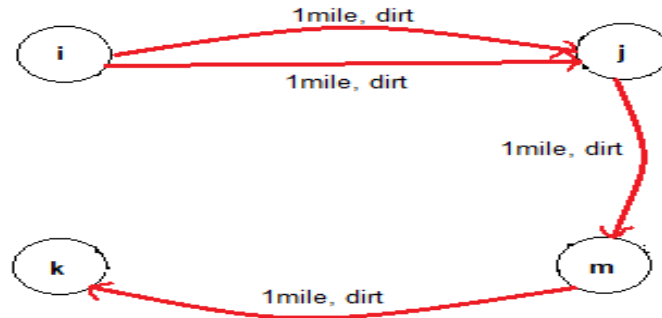 1mile, dirt
i
j
1mile, dirt
1mile, dirt
k
m
1mile, dirt